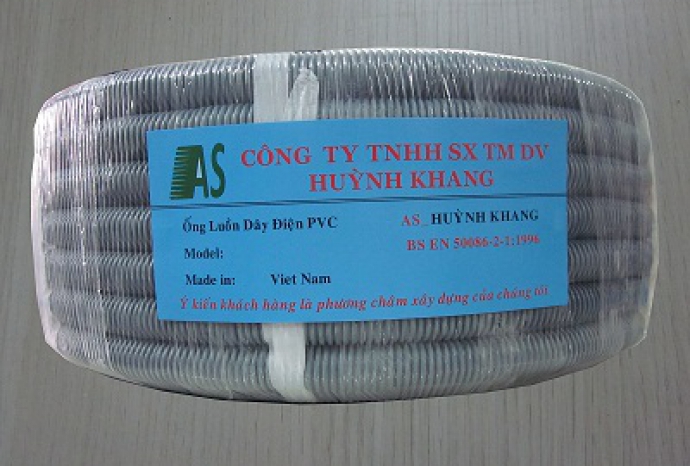 AS
CÔNG TY TNHH SX TM DV
HUỲNH KHANG
Ống Luồn Dây Điện PVC
AS_ HUỲNH KHANG
Model:
BS EN 50086-2-1:1996
Made in: Viet Nam
Ý kiến khách hàng là phương châm xây dựng của chúng tôi